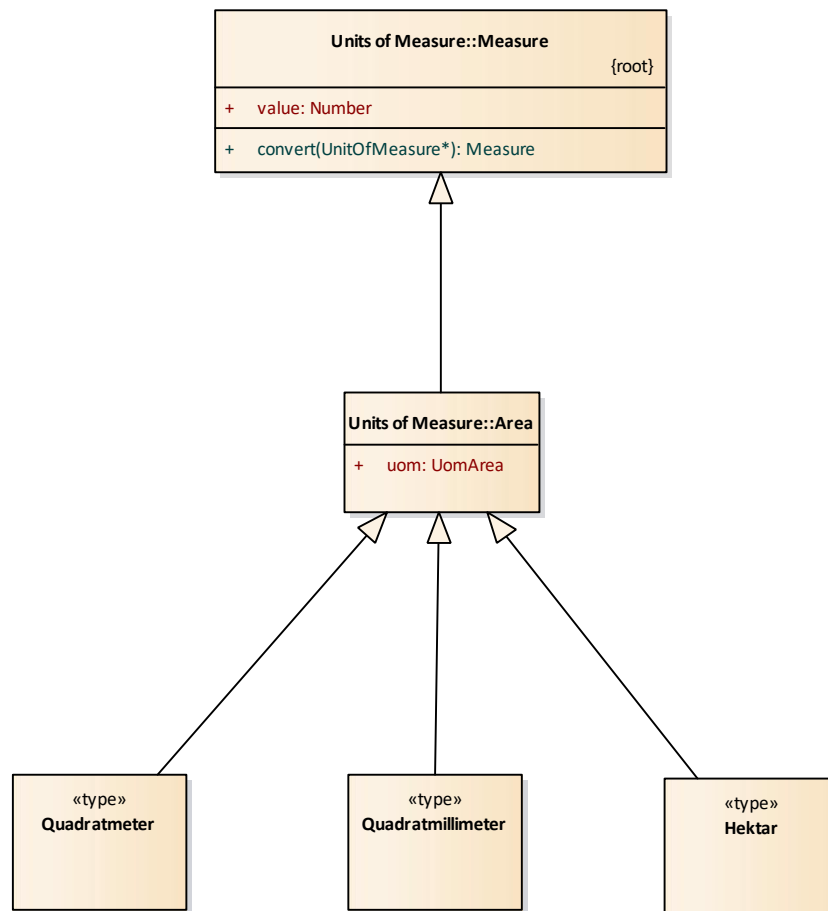 Units of Measure::Measure
{root}
+ value: Number
+ convert(UnitOfMeasure*): Measure
Units of Measure::Area
+ uom: UomArea
«type»
Quadratmeter
«type»
Quadratmillimeter
«type»
Hektar